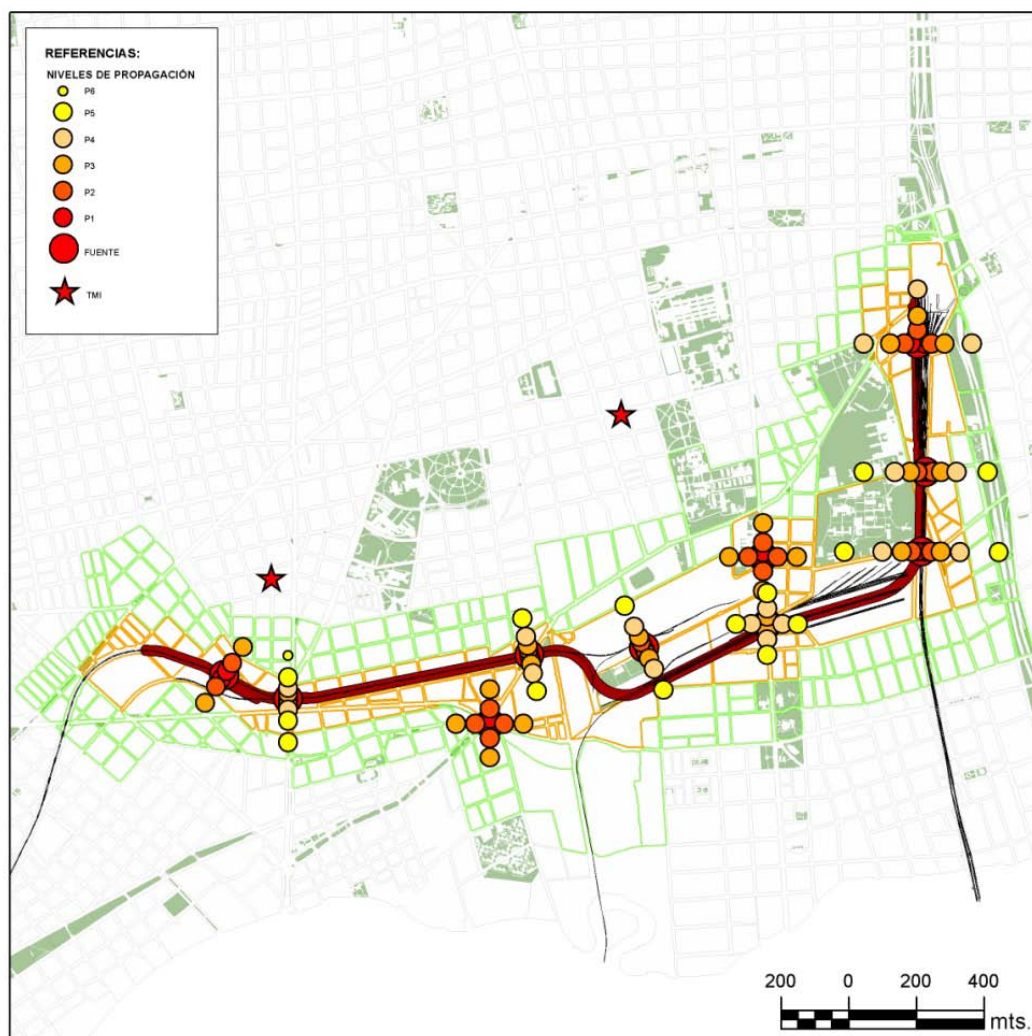 REFERENCIAS:
NIVELES DE PROPAGACIÓN
P6
P5
P4
P3
P2
P1
FUENTE
TMI
200 0 200 400
mts.